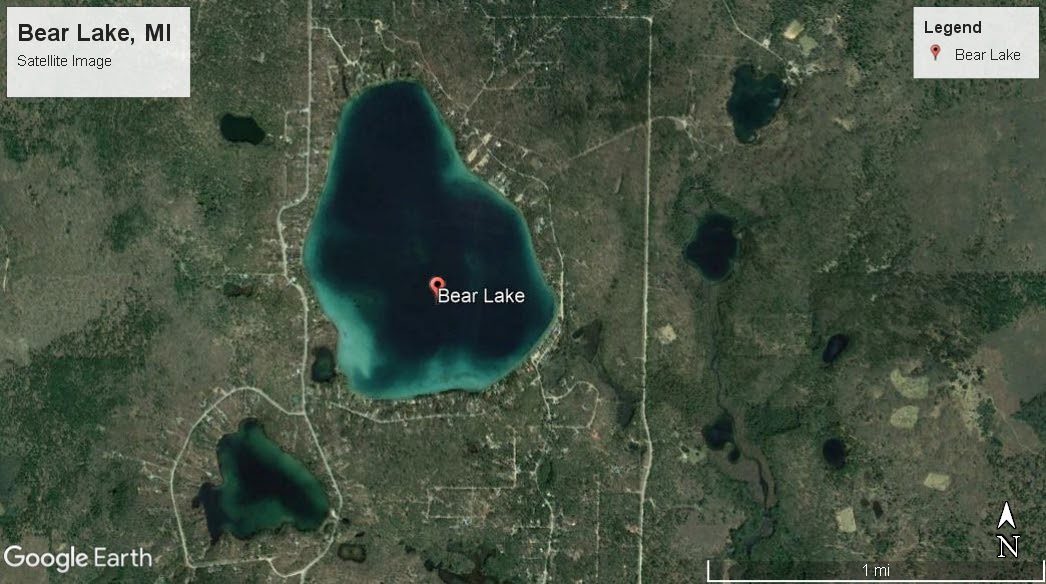 Bear Lake, MI
Satellite Image
Legend
Bear Lake
Bear Lake
Google Earth
N
1 mi